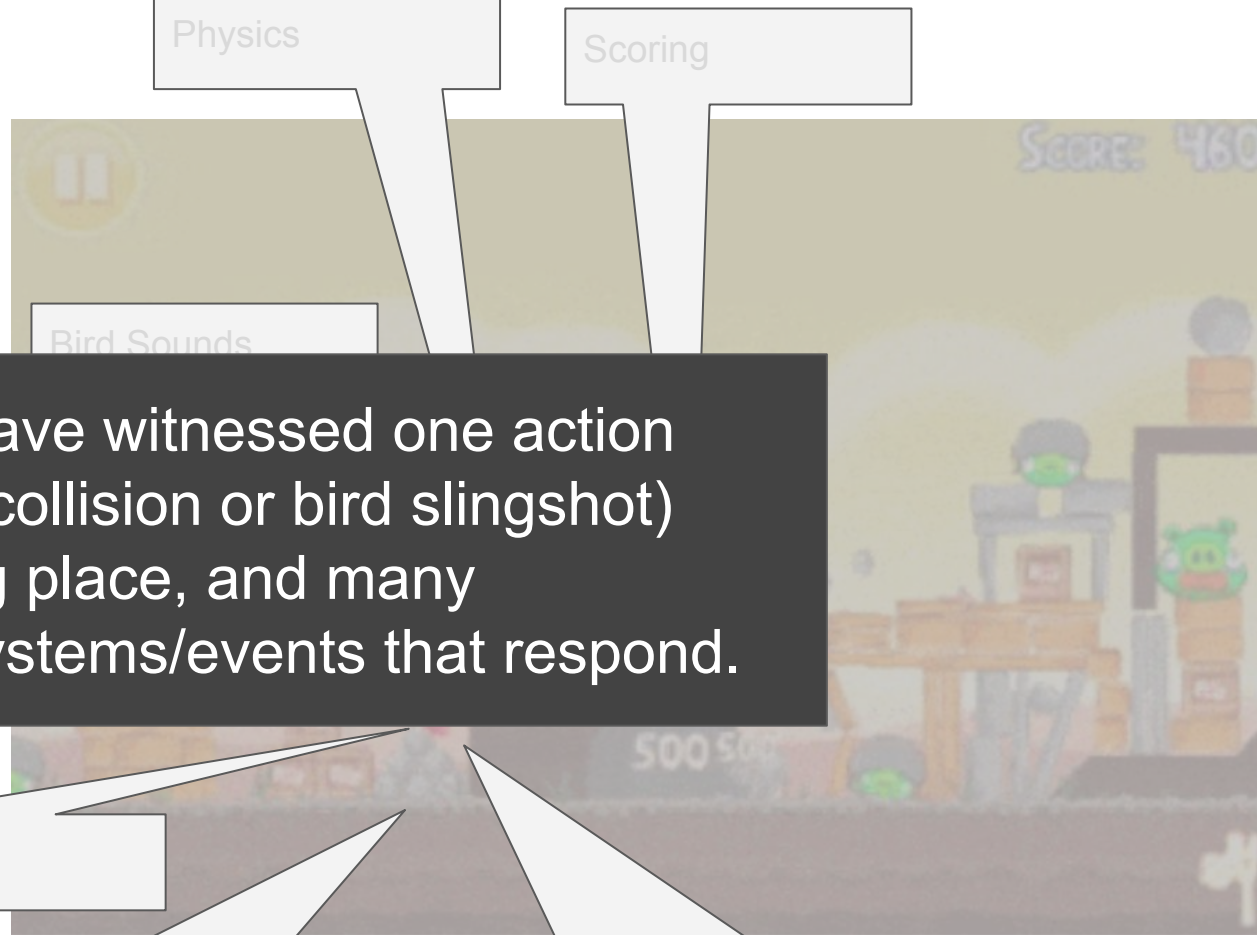 Physics
Scoring
SCORE: 460
Bird Sounds
ave witnessed one action
collision or bird slingshot)
g place, and many
ystems/events that respond.
500 500